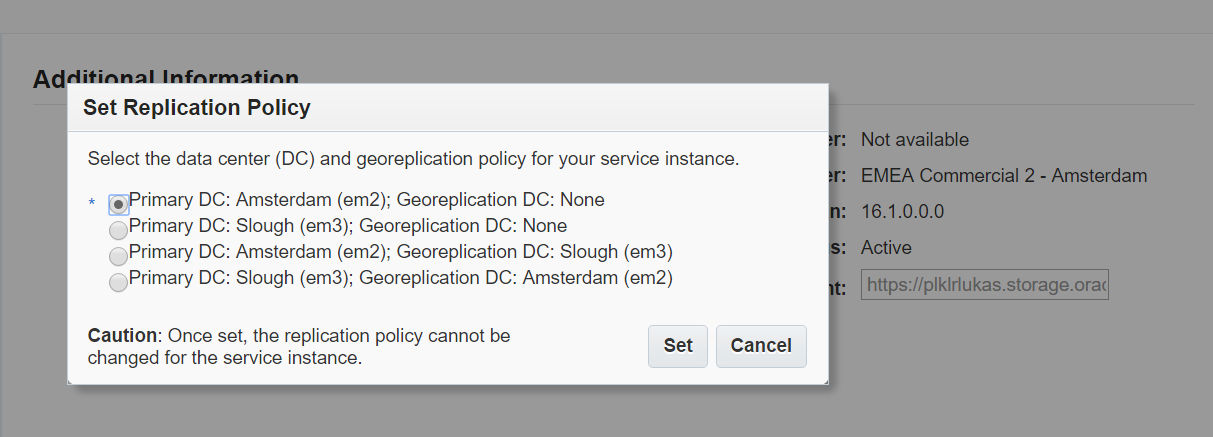 Additional Information
Set Replication Policy
Select the data center (DC) and georeplication policy for your service instance.
* Primary DC: Amsterdam (em2); Georeplication DC: None
Primary DC: Slough (em3); Georeplication DC: None
Primary DC: Amsterdam (em2); Georeplication DC: Slough (em3)
Primary DC: Slough (em3); Georeplication DC: Amsterdam (em2)
Caution: Once set, the replication policy cannot be
changed for the service instance.
Set
Cancel
er: Not available
er: EMEA Commercial 2 - Amsterdam
n: 16.1.0.0.0
s: Active
nt: https://plklrlukas.storage.orac